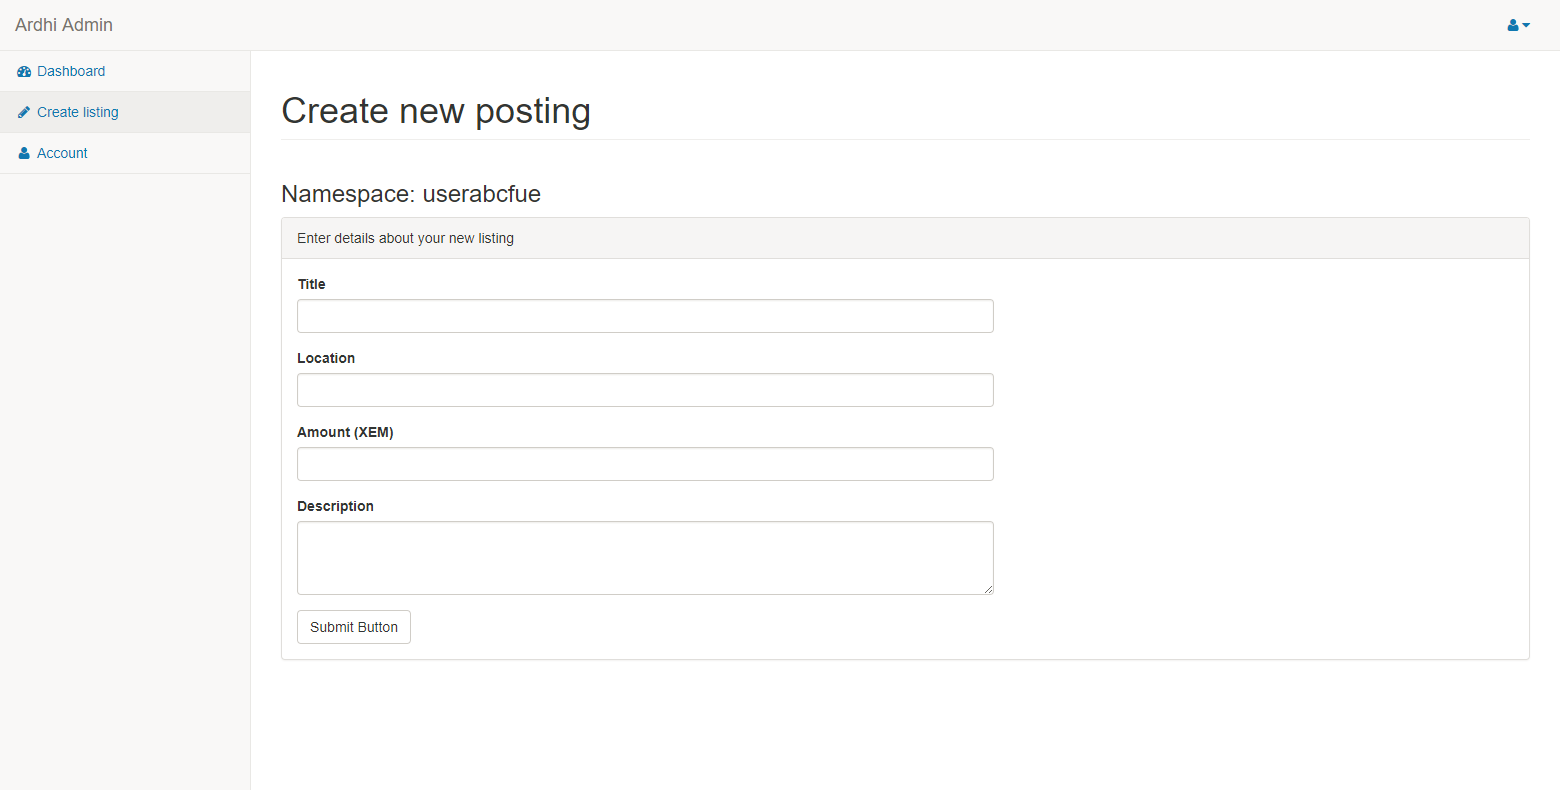 Ardhi Admin
Dashboard
Create listing
Account
Create new posting
Namespace: userabcfue
Enter details about your new listing
Title
Location
Amount (XEM)
Description
Submit Button